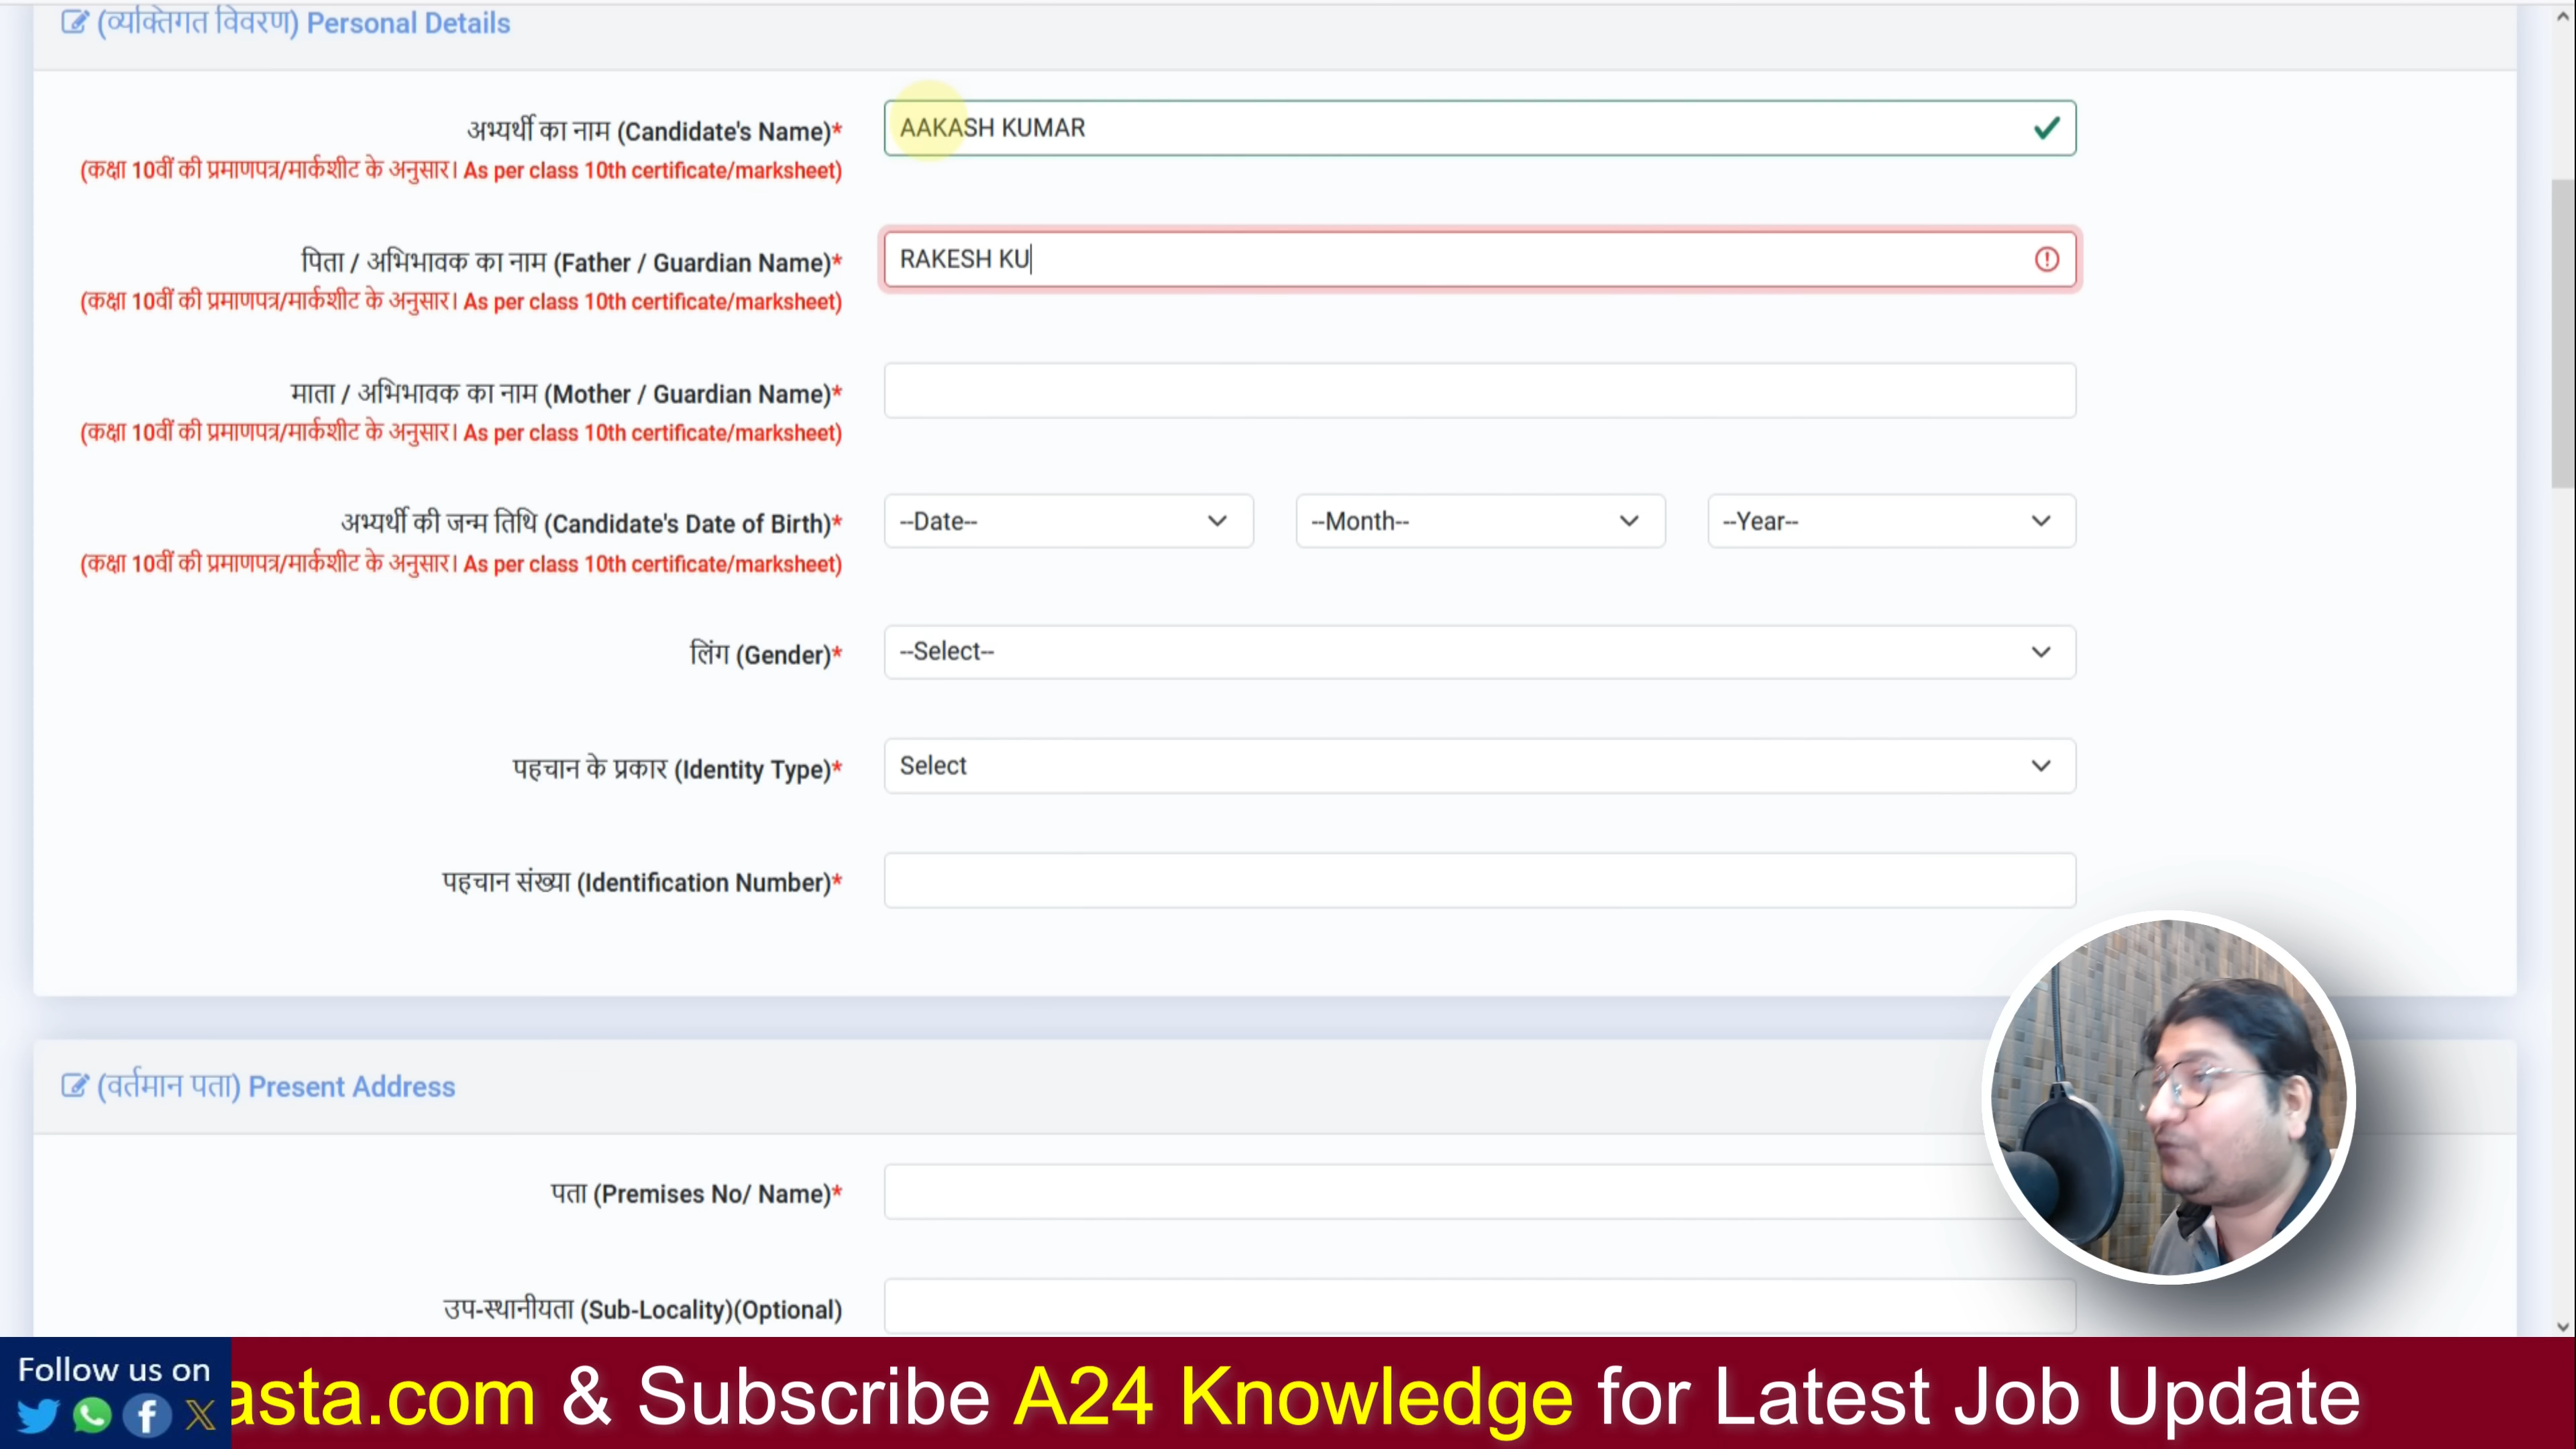 (व्यक्तिगत विवरण) Personal Details
अभ्यर्थी का नाम (Candidate's Name)*
AAKASH KUMAR
(कक्षा 10वीं की प्रमाणपत्र/मार्कशीट के अनुसार। As per class 10th certificate/marksheet)
पिता / अभिभावक का नाम (Father / Guardian Name)*
RAKESH KU
(कक्षा 10वीं की प्रमाणपत्र/मार्कशीट के अनुसार। As per class 10th certificate/marksheet)
माता / अभिभावक का नाम (Mother / Guardian Name)*
(कक्षा 10वीं की प्रमाणपत्र/मार्कशीट के अनुसार। As per class 10th certificate/marksheet)
अभ्यर्थी की जन्म तिथि (Candidate's Date of Birth)*
--Date-- --Month-- --Year--
(कक्षा 10वीं की प्रमाणपत्र/मार्कशीट के अनुसार। As per class 10th certificate/marksheet)
लिंग (Gender)*
--Select--
पहचान के प्रकार (Identity Type)*
Select
पहचान संख्या (Identification Number)*
(वर्तमान पता) Present Address
पता (Premises No/ Name)*
उप-स्थानीयता (Sub-Locality)(Optional)
Follow us on
asta.com & Subscribe A24 Knowledge for Latest Job Update